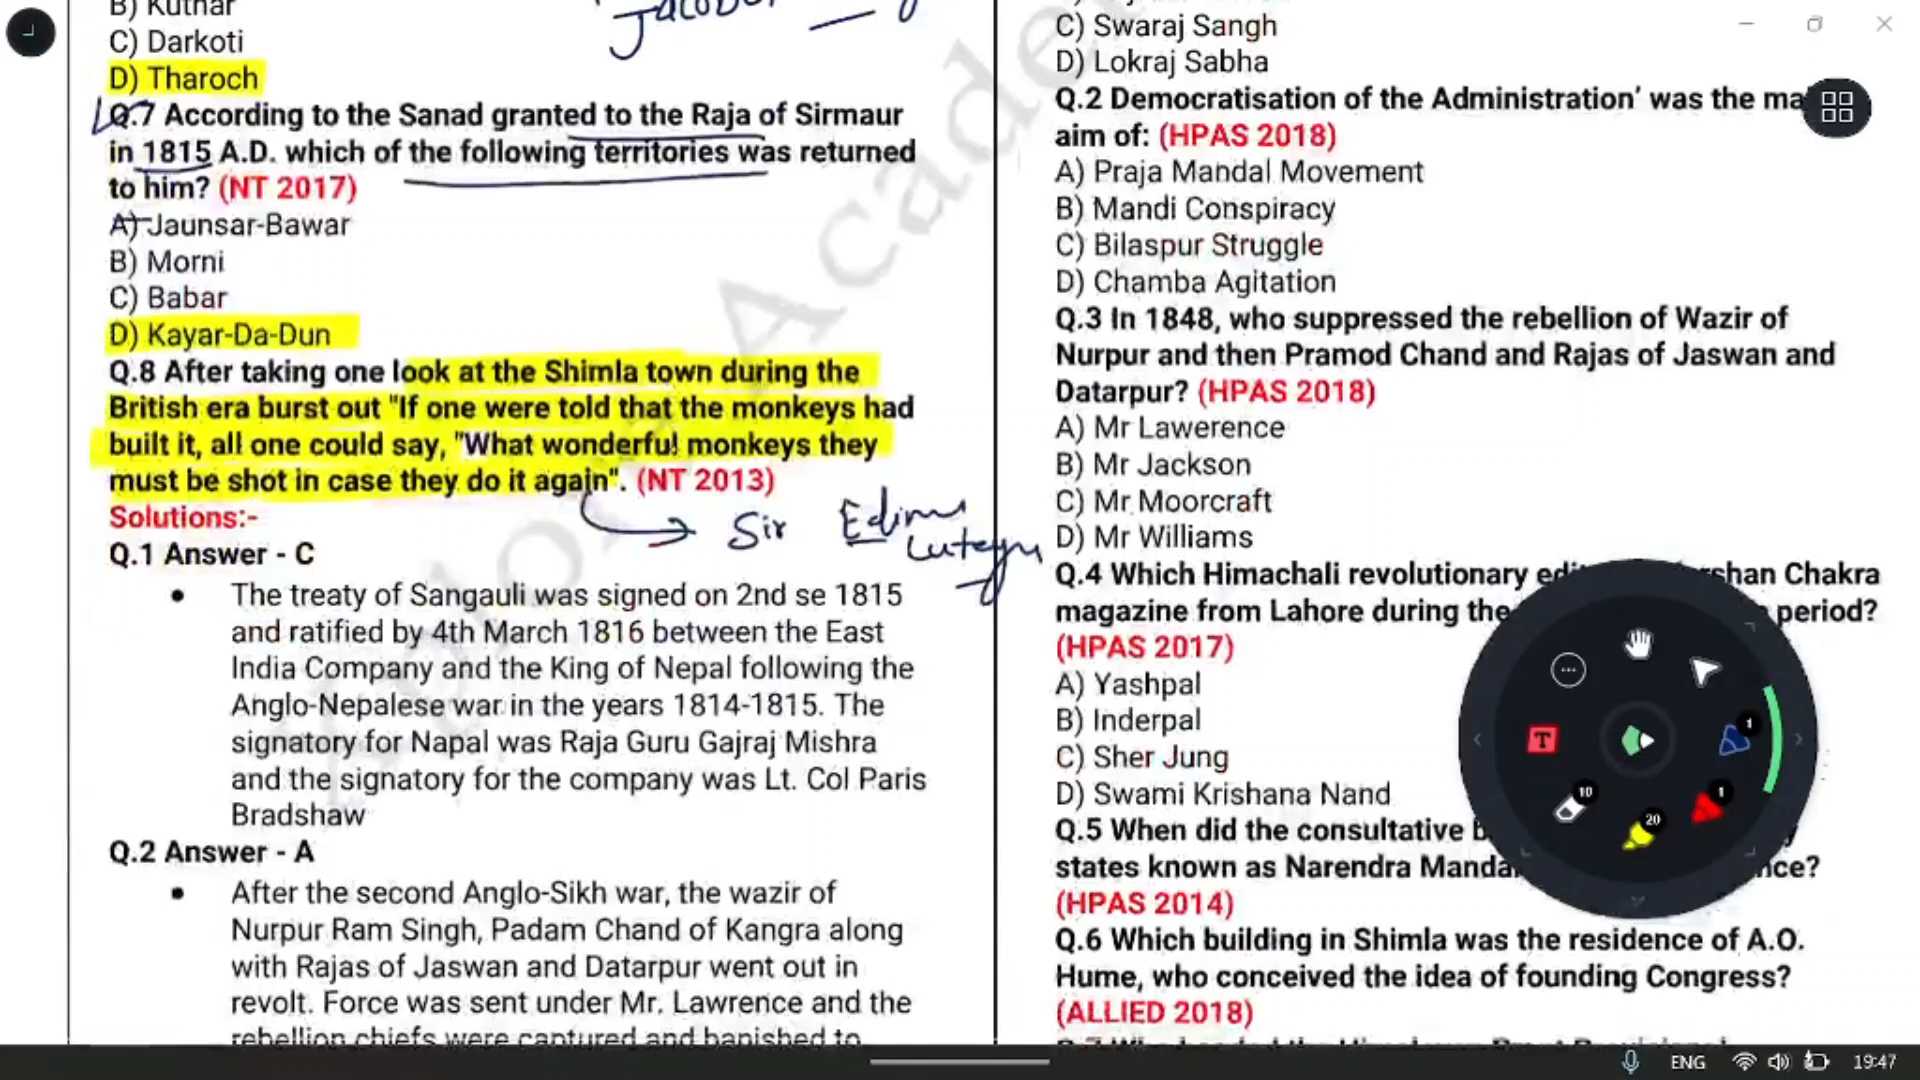 B) Kuthar
C) Darkoti
D) Tharoch
Q.7 According to the Sanad granted to the Raja of Sirmaur
in 1815 A.D. which of the following territories was returned
to him? (NT 2017)
A) Jaunsar-Bawar
B) Morni
C) Babar
D) Kayar-Da-Dun
Q.8 After taking one look at the Shimla town during the
British era burst out "If one were told that the monkeys had
built it, all one could say, "What wonderful monkeys they
must be shot in case they do it again". (NT 2013)
Sir
Solutions:-
Q.1 Answer - C
• The treaty of Sangauli was signed on 2nd se 1815
and ratified by 4th March 1816 between the East
India Company and the King of Nepal following the
Anglo-Nepalese war in the years 1814-1815. The
signatory for Napal was Raja Guru Gajraj Mishra
and the signatory for the company was Lt. Col Paris
Bradshaw
Q.2 Answer - A
• After the second Anglo-Sikh war, the wazir of
Nurpur Ram Singh, Padam Chand of Kangra along
with Rajas of Jaswan and Datarpur went out in
revolt. Force was sent under Mr. Lawrence and the
rebellion chiefs were captured and banished to
C) Swaraj Sangh
D) Lokraj Sabha
Q.2 Democratisation of the Administration' was the
aim of: (HPAS 2018)
A) Praja Mandal Movement
B) Mandi Conspiracy
C) Bilaspur Struggle
D) Chamba Agitation
Q.3 In 1848, who suppressed the rebellion of Wazir of
Nurpur and then Pramod Chand and Rajas of Jaswan and
Datarpur? (HPAS 2018)
A) Mr Lawerence
B) Mr Jackson
C) Mr Moorcraft
D) Mr Williams
Q.4 Which Himachali revolutionary Chakra
magazine from Lahore during the period?
(HPAS 2017)
A) Yashpal
B) Inderpal
C) Sher Jung
D) Swami Krishana Nand
Q.5 When did the consultative
states known as Narendra
(HPAS 2014)
Q.6 Which building in Shimla was the residence of A.O.
Hume, who conceived the idea of founding Congress?
(ALLIED 2018)
T
1
10
20
1
ENG
19:47